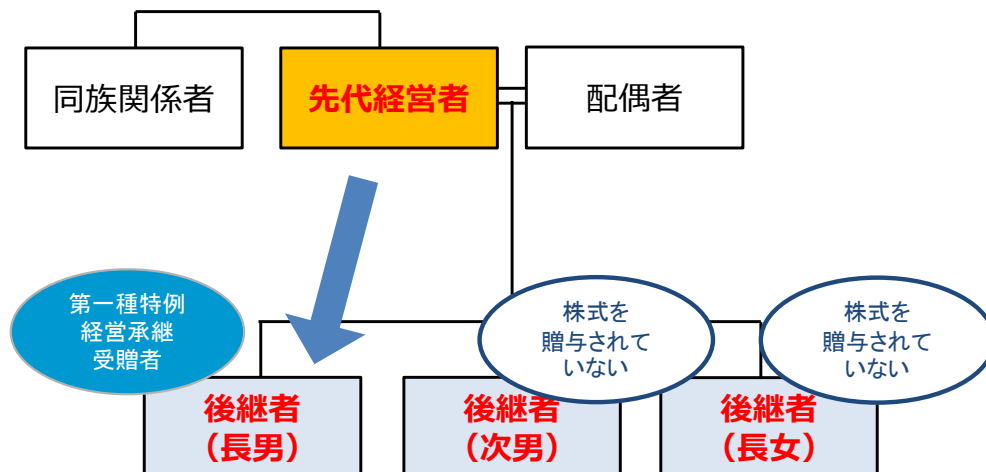 同族関係者
先代経営者
配偶者
第一種特例
経営承継
受贈者
株式を
贈与されて
いない
株式を
贈与されて
いない
後継者
（長男）
後継者
（次男）
後継者
（長女）